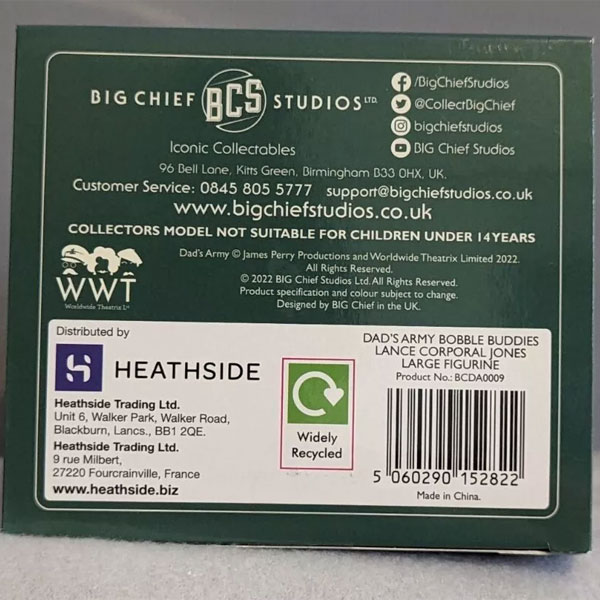 BIG CHIEF BCS STUDIOS LTD.
Iconic Collectables
/BigChiefStudios
@CollectBigChief
bigchiefstudios
BIG Chief Studios
96 Bell Lane, Kitts Green, Birmingham B33 0HX, UK.
Customer Service: 0845 805 5777 support@bigchiefstudios.co.uk
www.bigchiefstudios.co.uk
COLLECTORS MODEL NOT SUITABLE FOR CHILDREN UNDER 14 YEARS
WWT
Worldwide Theatrix Ltd
Dad's Army © James Perry Productions and Worldwide Theatrix Limited 2022.
All Rights Reserved.
© 2022 BIG Chief Studios Ltd. All Rights Reserved.
Product specification and colour subject to change.
Designed by BIG Chief in the UK.
Distributed by
HEATHSIDE
Heathside Trading Ltd.
Unit 6, Walker Park, Walker Road,
Blackburn, Lancs., BB1 2QE.
Heathside Trading Ltd.
9 rue Milbert,
27220 Fourcrainville, France
www.heathside.biz
Widely
Recycled
DAD'S ARMY BOBBLE BUDDIES
LANCE CORPORAL JONES
LARGE FIGURINE
Product No.: BCDA0009
5 060290 152822
Made in China.